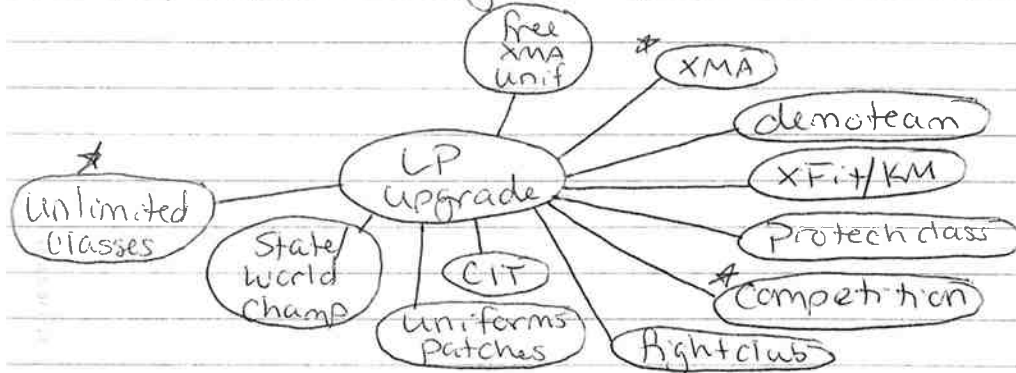 free
XMA
unif
XMA
demoteam
XFit/KM
LP
upgrade
unlimited
classes
State/
world
champ
CIT
uniforms
patches
Protech class
Competition
fightclub